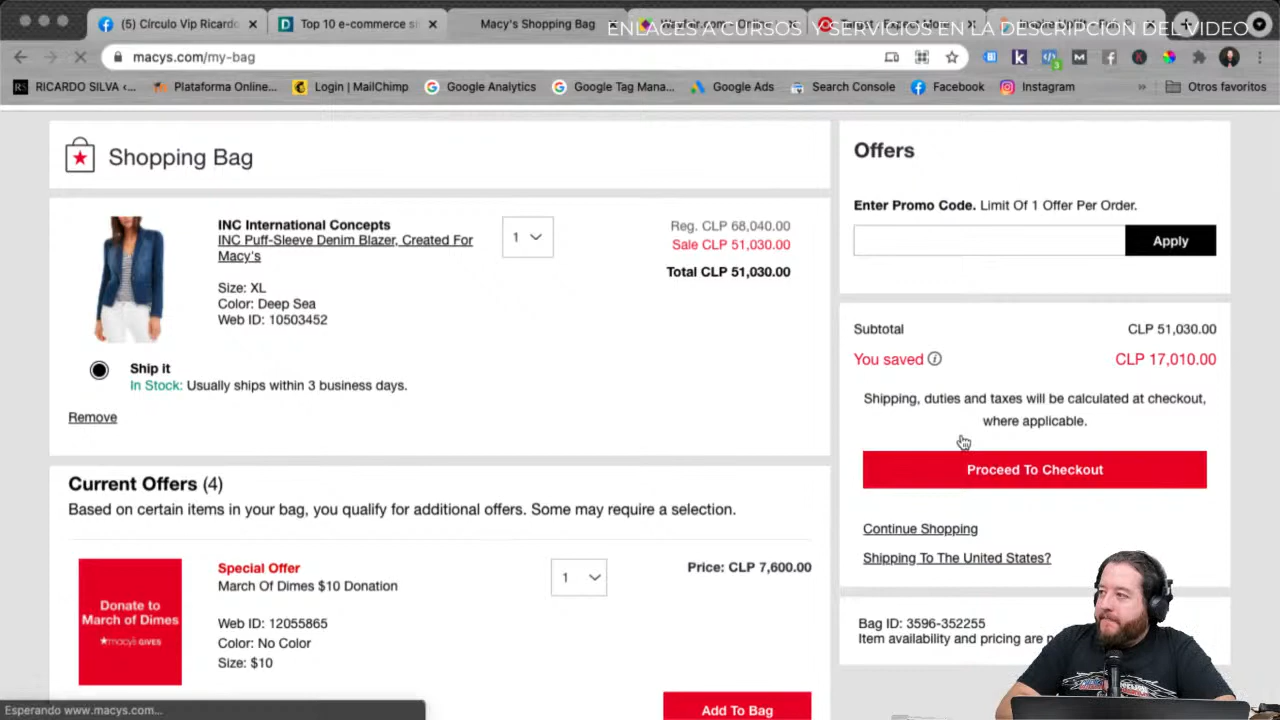 (5) Círculo Vip Ricardo
Top 10 e-commerce s
Macy's Shopping Bag
ENLACES A CURSOS Y SERVICIOS EN LA DESCRIPCIÓN DEL VIDEO
macys.com/my-bag
RICARDO SILVA ‹...
Plataforma Online...
Login | MailChimp
Google Analytics
Google Tag Mana...
Google Ads
Search Console
Facebook
Instagram
»
Otros favoritos
Shopping Bag
INC International Concepts
INC Puff-Sleeve Denim Blazer, Created For
Macy's
Size: XL
Color: Deep Sea
Web ID: 10503452
1
Reg. CLP 68,040.00
Sale CLP 51,030.00
Total CLP 51,030.00
Ship it
In Stock: Usually ships within 3 business days.
Remove
Current Offers (4)
Based on certain items in your bag, you qualify for additional offers. Some may require a selection.
Donate to
March of Dimes
macy's GIVES
Special Offer
March Of Dimes $10 Donation
Web ID: 12055865
Color: No Color
Size: $10
1
Price: CLP 7,600.00
Add To Bag
Offers
Enter Promo Code. Limit Of 1 Offer Per Order.
Apply
Subtotal CLP 51,030.00
You saved CLP 17,010.00
Shipping, duties and taxes will be calculated at checkout,
where applicable.
Proceed To Checkout
Continue Shopping
Shipping To The United States?
Bag ID: 3596-352255
Item availability and pricing are
Esperando www.macys.com...